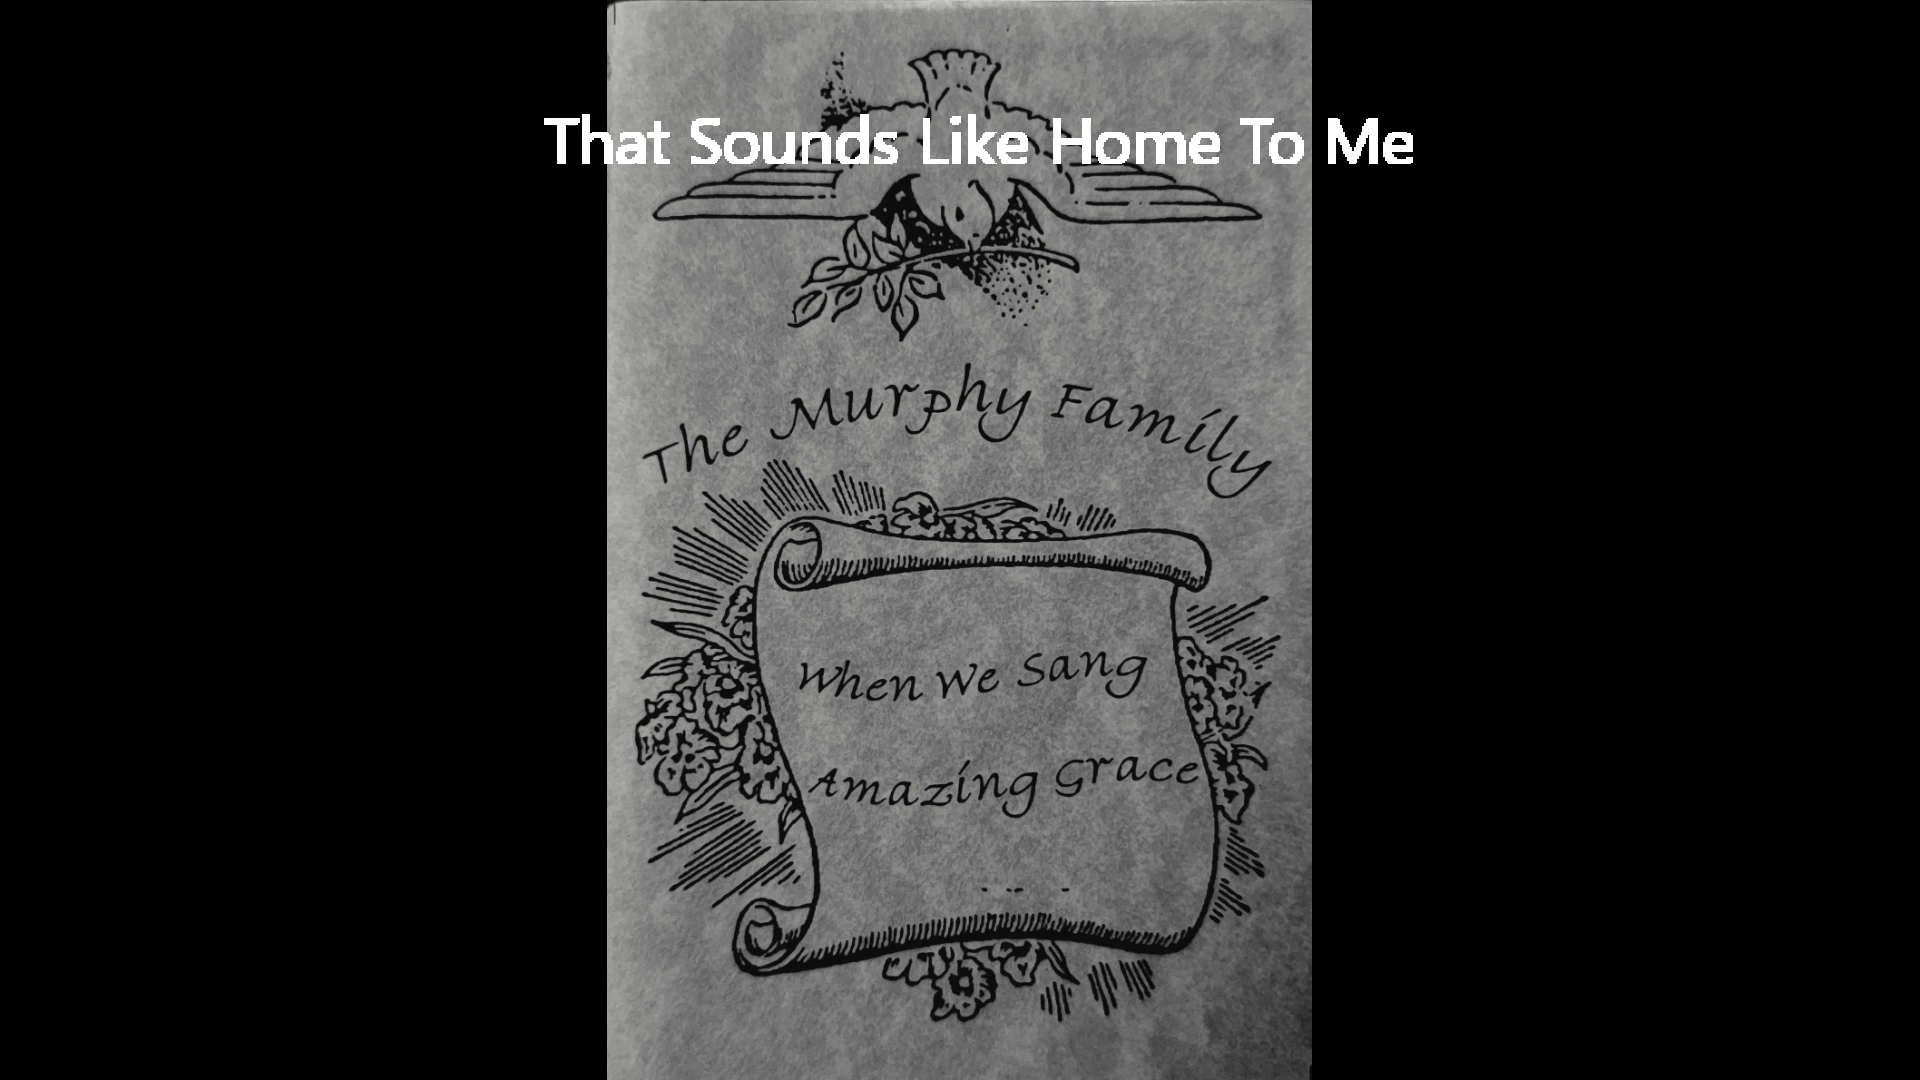 That Sounds Like Home To Me
The Murphy Family
When We Sang
Amazing Grace